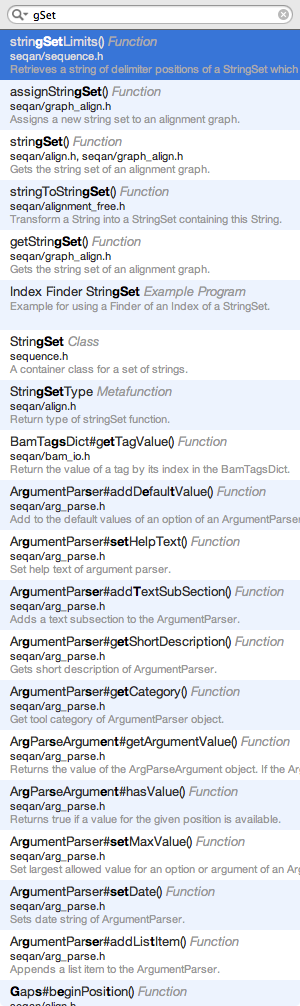 gSet
stringSetLimits() Function
seqan/sequence.h
Retrieves a string of delimiter positions of a StringSet which
assignStringSet() Function
seqan/graph_align.h
Assigns a new string set to an alignment graph.
stringSet() Function
seqan/align.h, seqan/graph_align.h
Gets the string set of an alignment graph.
stringToStringSet() Function
seqan/alignment_free.h
Transform a String into a StringSet containing this String.
getStringSet() Function
seqan/graph_align.h
Gets the string set of an alignment graph.
Index Finder StringSet Example Program
Example for using a Finder of an Index of a StringSet.
StringSet Class
sequence.h
A container class for a set of strings.
StringSetType Metafunction
seqan/align.h
Return type of stringSet function.
BamTagsDict#getTagValue() Function
seqan/bam_io.h
Return the value of a tag by its index in the BamTagsDict.
ArgumentParser#addDefaultValue() Function
seqan/arg_parse.h
Add to the default values of an option of an ArgumentParser
ArgumentParser#setHelpText() Function
seqan/arg_parse.h
Set help text of argument parser.
ArgumentParser#addTextSubSection() Function
seqan/arg_parse.h
Adds a text subsection to the ArgumentParser.
ArgumentParser#getShortDescription() Function
seqan/arg_parse.h
Gets short description of ArgumentParser.
ArgumentParser#getCategory() Function
seqan/arg_parse.h
Get tool category of ArgumentParser object.
ArgParseArgument#getArgumentValue() Function
seqan/arg_parse.h
Returns the value of the ArgParseArgument object. If the Ar
ArgParseArgument#hasValue() Function
seqan/arg_parse.h
Returns true if a value for the given position is available.
ArgumentParser#setMaxValue() Function
seqan/arg_parse.h
Set largest allowed value for an option or argument of an Ar
ArgumentParser#setDate() Function
seqan/arg_parse.h
Sets date string of ArgumentParser.
ArgumentParser#addListItem() Function
seqan/arg_parse.h
Appends a list item to the ArgumentParser.
Gaps#beginPosition() Function
seqan/align.h